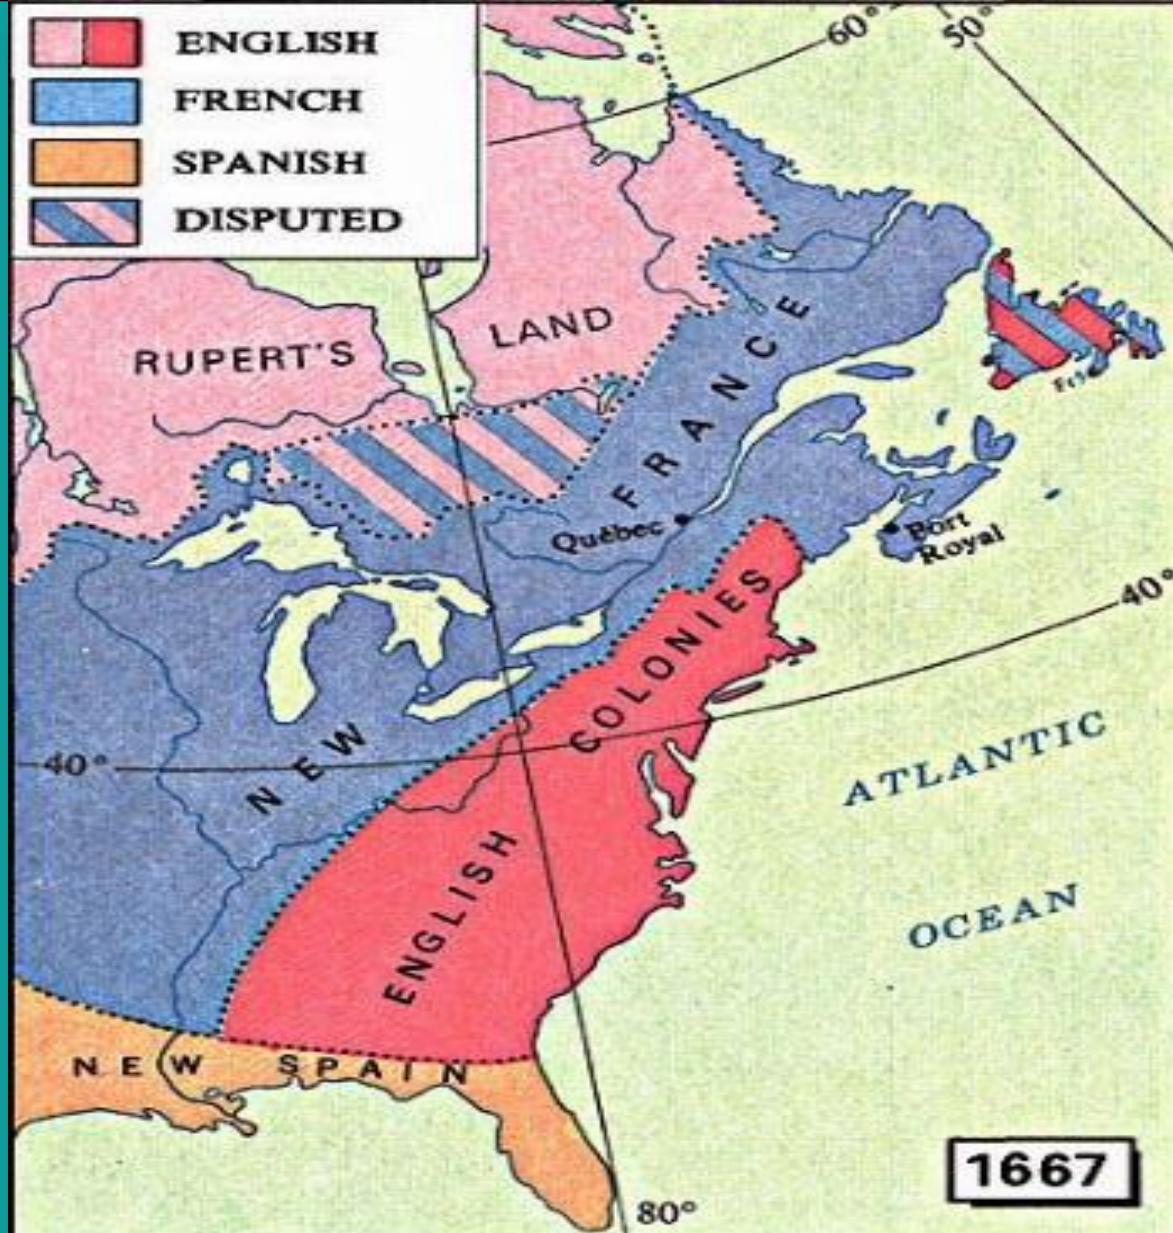 ENGLISH
FRENCH
SPANISH
DISPUTED
60°
50°
RUPERT'S
LAND
NEW
FRANCE
Québec
Port
Royal
40°
40°
ENGLISH
COLONIES
ATLANTIC
OCEAN
NEW SPAIN
1667
80°